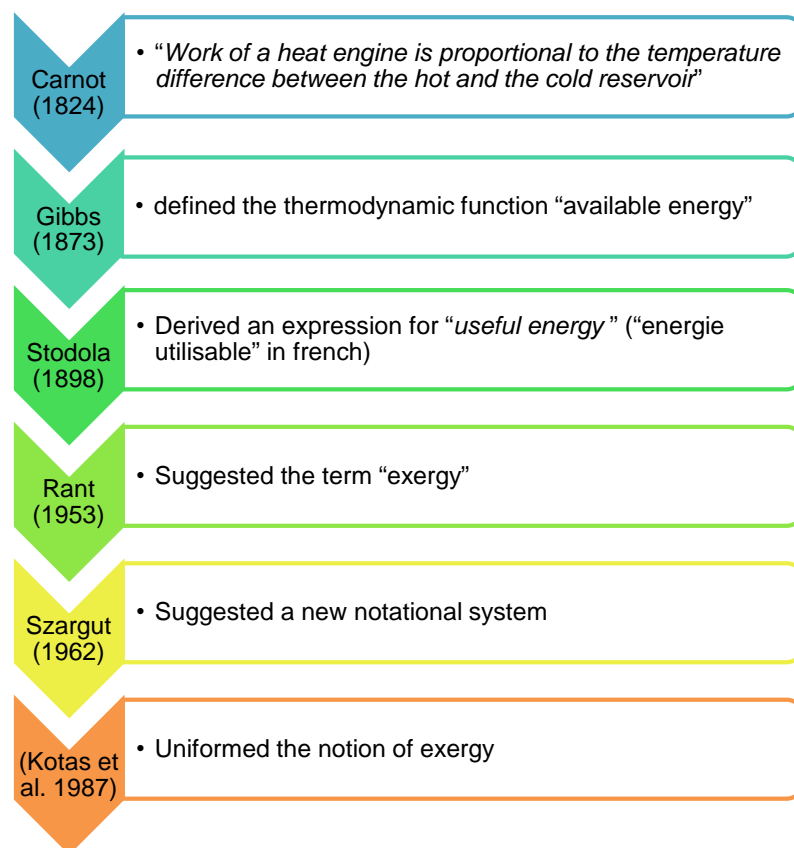 Carnot
(1824)
• “Work of a heat engine is proportional to the temperature
difference between the hot and the cold reservoir”
Gibbs
(1873)
• defined the thermodynamic function “available energy”
Stodola
(1898)
• Derived an expression for “useful energy ” (“energie
utilisable” in french)
Rant
(1953)
• Suggested the term “exergy”
Szargut
(1962)
• Suggested a new notational system
(Kotas et
al. 1987)
• Uniformed the notion of exergy